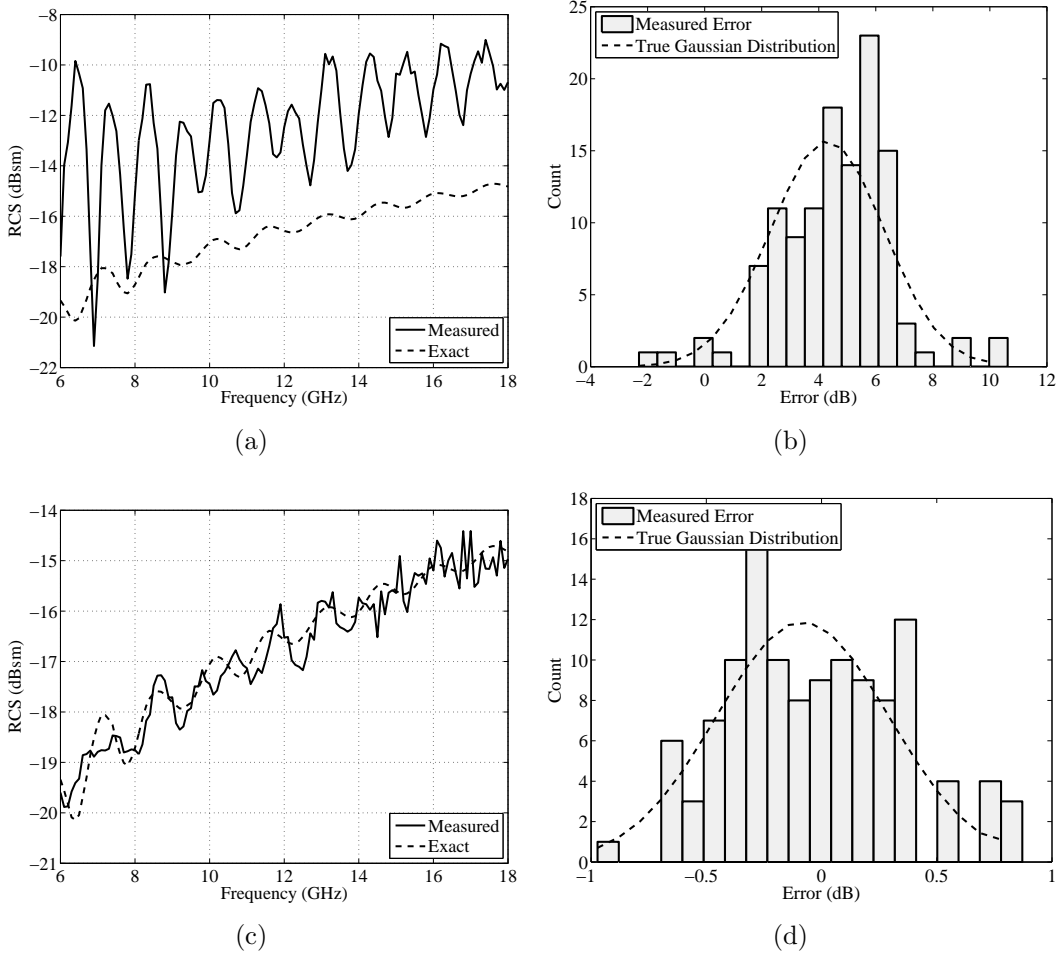 −8
−10
−12
−14
−16
−18
−20
−22
RCS (dBsm)
6 8 10 12 14 16 18
Frequency (GHz)
Measured
Exact
(a)
25
20
15
10
5
0
Count
−4 −2 0 2 4 6 8 10 12
Error (dB)
Measured Error
True Gaussian Distribution
(b)
−14
−15
−16
−17
−18
−19
−20
−21
RCS (dBsm)
6 8 10 12 14 16 18
Frequency (GHz)
Measured
Exact
(c)
18
16
14
12
10
8
6
4
2
0
Count
−1 −0.5 0 0.5 1
Error (dB)
Measured Error
True Gaussian Distribution
(d)